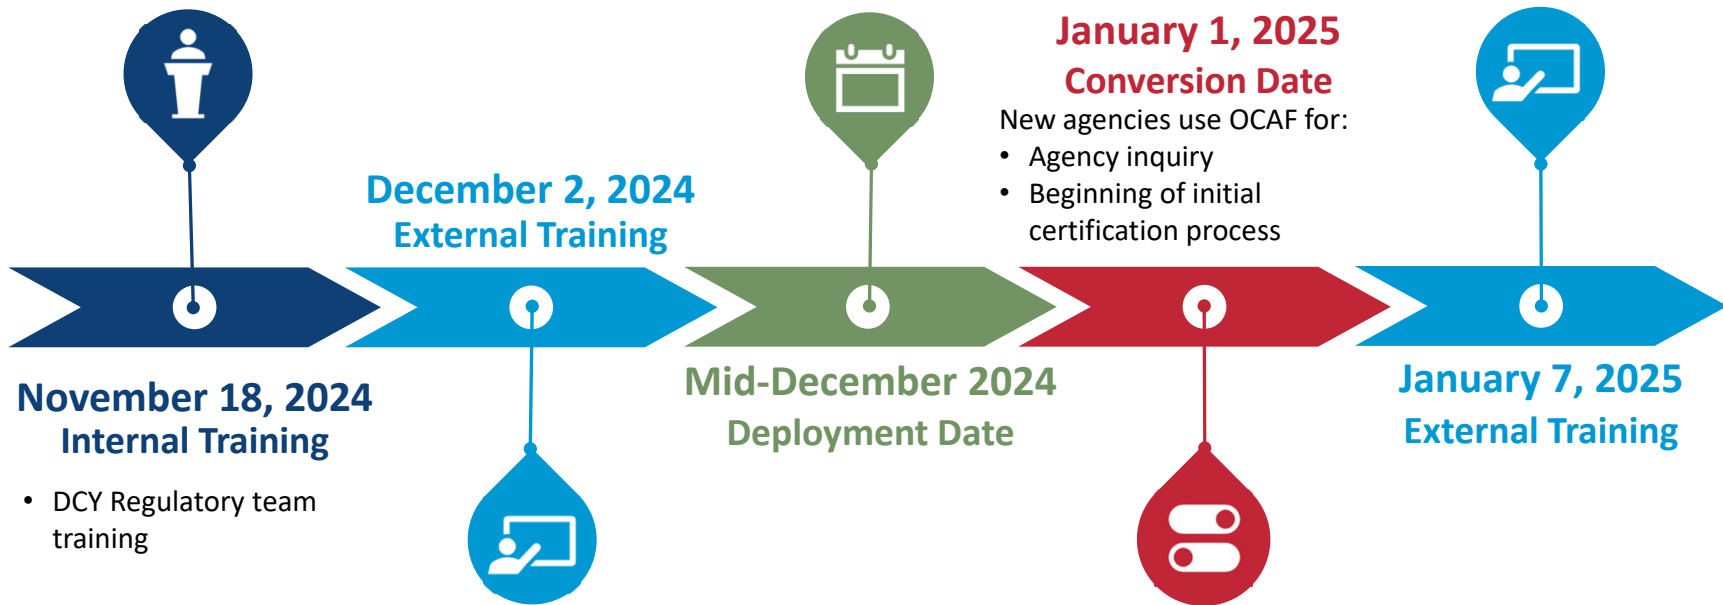 November 18, 2024
Internal Training
• DCY Regulatory team
training
December 2, 2024
External Training
Mid-December 2024
Deployment Date
January 1, 2025
Conversion Date
New agencies use OCAF for:
• Agency inquiry
• Beginning of initial
certification process
January 7, 2025
External Training